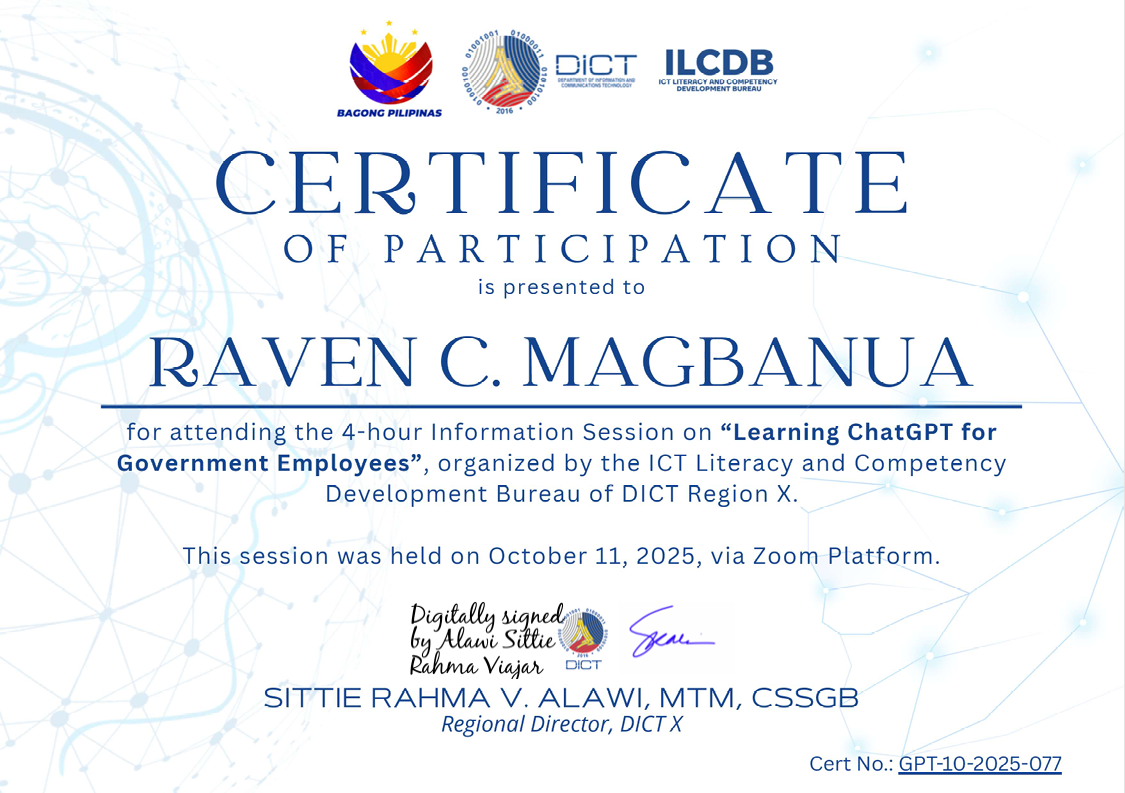 BAGONG PILIPINAS
01000100 01001001 01000011 01010100
2016
DICT
DEPARTMENT OF INFORMATION AND
COMMUNICATIONS TECHNOLOGY
ILCDB
ICT LITERACY AND COMPETENCY
DEVELOPMENT BUREAU
CERTIFICATE
OF PARTICIPATION
is presented to
RAVEN C. MAGBANUA
for attending the 4-hour Information Session on “Learning ChatGPT for
Government Employees”, organized by the ICT Literacy and Competency
Development Bureau of DICT Region X.
This session was held on October 11, 2025, via Zoom Platform.
Digitally signed
by Alawi Sittie
Rahma Viajar
DICT
SITTIE RAHMA V. ALAWI, MTM, CSSGB
Regional Director, DICT X
Cert No.: GPT-10-2025-077